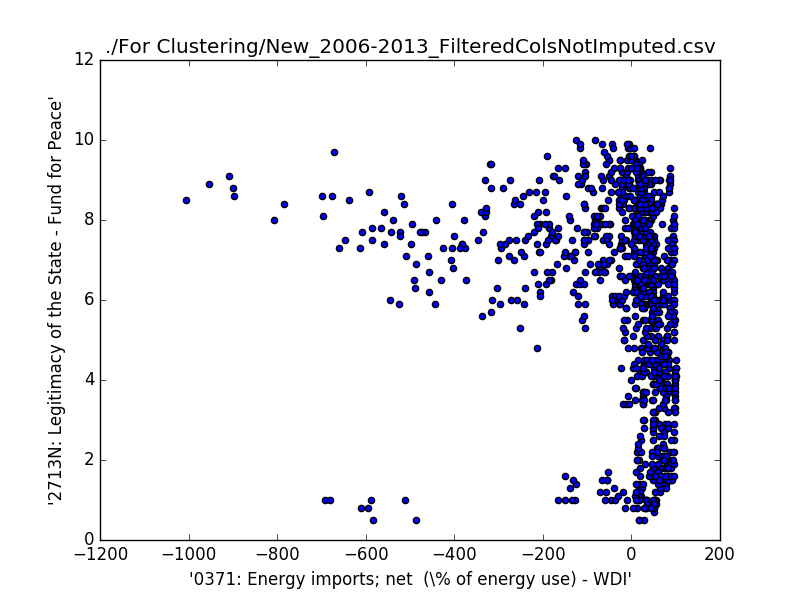 ./For Clustering/New_2006-2013_FilteredColsNotImputed.csv
12
10
8
6
4
2
0
'2713N: Legitimacy of the State - Fund for Peace'
−1200 −1000 −800 −600 −400 −200 0 200
'0371: Energy imports; net  (\% of energy use) - WDI'